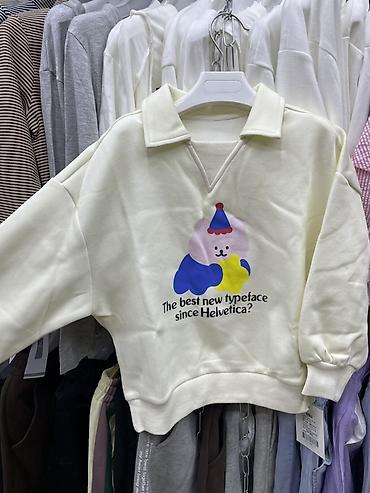 The best new typeface
since Helvetica?